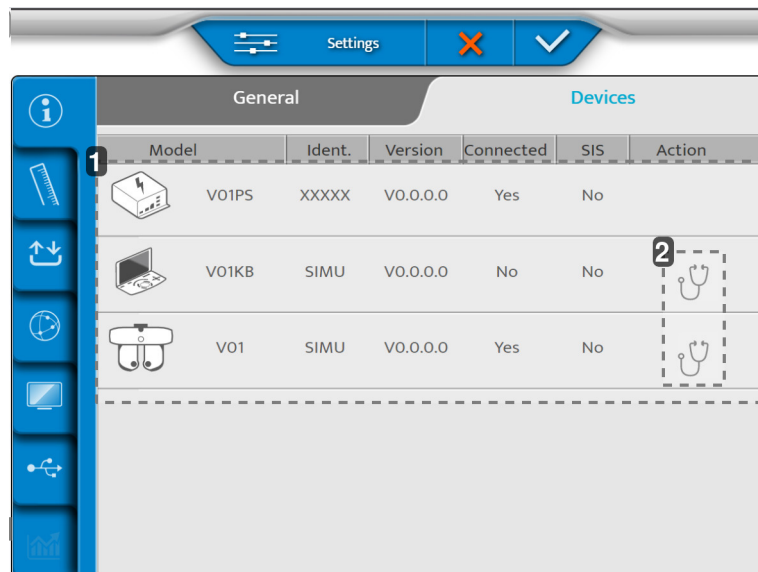 Settings
General Devices
Model Ident. Version Connected SIS Action
1
V01PS XXXXX V0.0.0.0 Yes No
2
V01KB SIMU V0.0.0.0 No No
V01 SIMU V0.0.0.0 Yes No